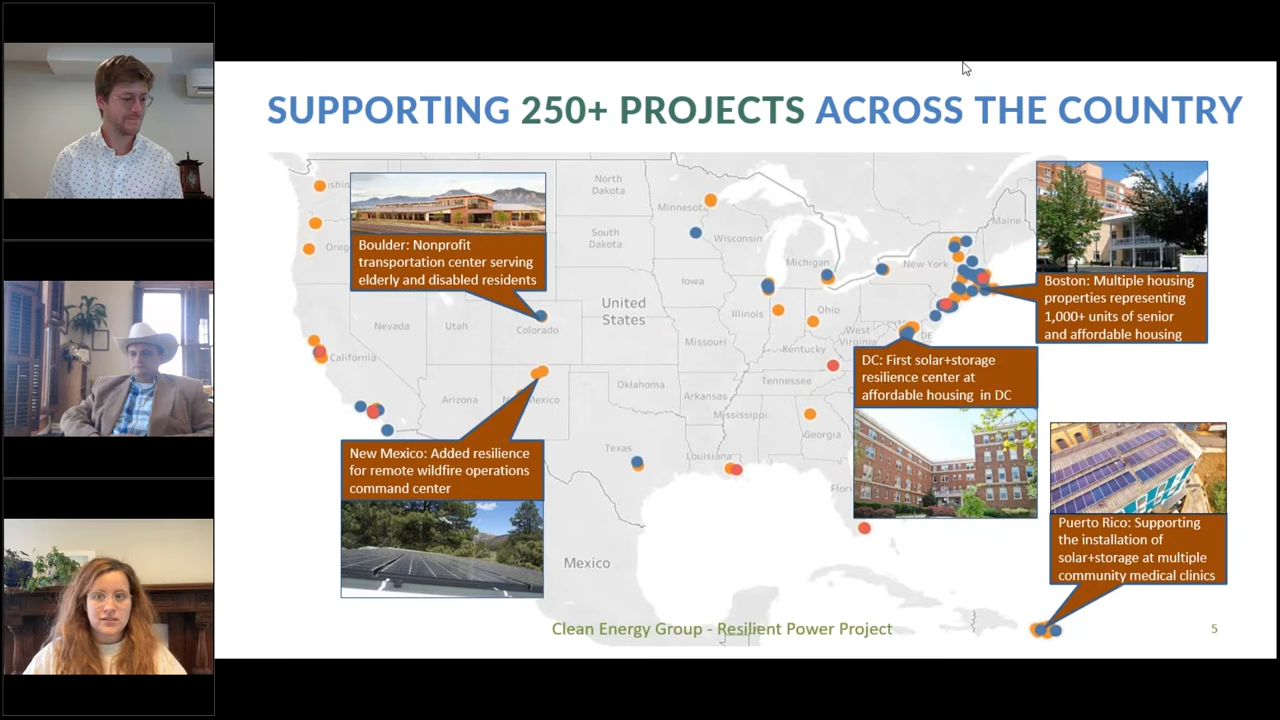 SUPPORTING 250+ PROJECTS ACROSS THE COUNTRY
North
Dakota
Minnesot
Maine
Boulder: Nonprofit
transportation center serving
elderly and disabled residents
South
Dakota
Wisconsin
Oreg
Michigan
New York
Boston: Multiple housing
properties representing
1,000+ units of senior
and affordable housing
Iowa
United
States
Nevada
Utah
Colorado
Illinois
Ohio
West
Virginia
DE
California
Missouri
Kentucky
DC: First solar+storage
resilience center at
affordable housing in DC
Arizona
Oklahoma
Tennessee
Arkansas
Mississippi
Georgia
New Mexico: Added resilience
for remote wildfire operations
command center
Texas
Louisiana
Flori
Puerto Rico: Supporting
the installation of
solar+storage at multiple
community medical clinics
Mexico
Clean Energy Group - Resilient Power Project
5